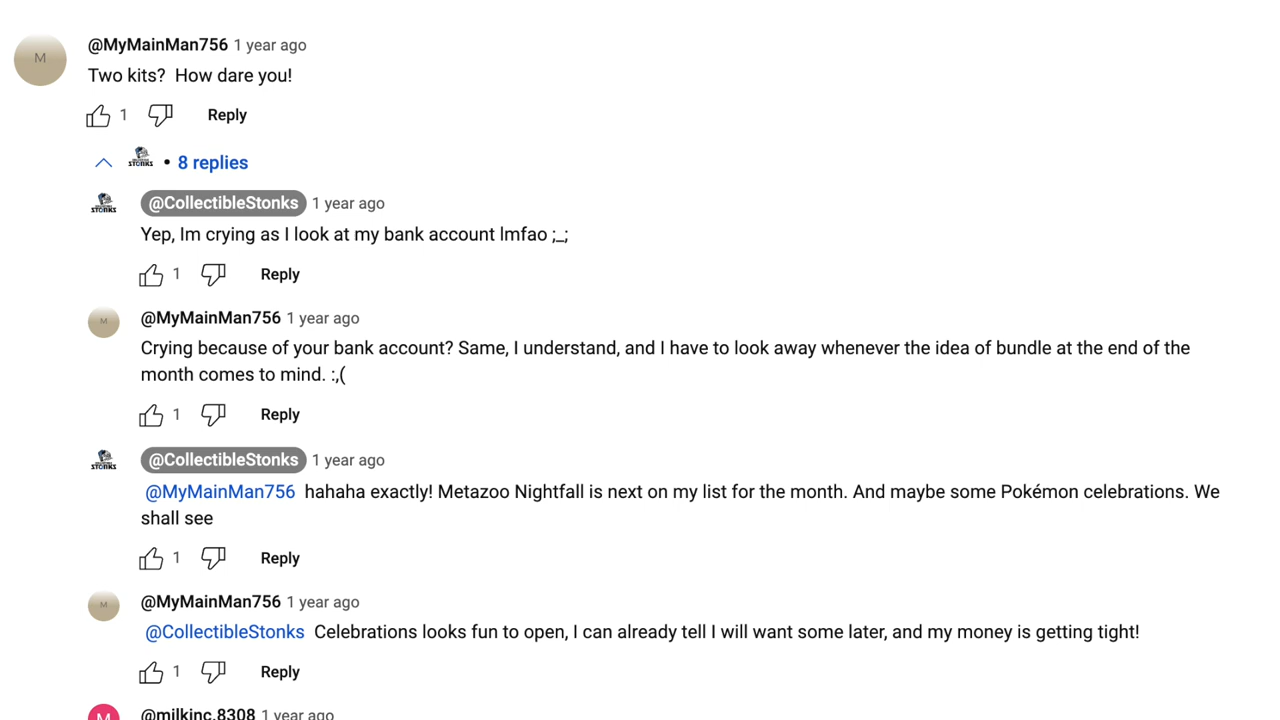 M
@MyMainMan756 1 year ago
Two kits?  How dare you!
1 Reply
STONKS • 8 replies
STONKS @CollectibleStonks 1 year ago
Yep, Im crying as I look at my bank account lmfao ;_;
1 Reply
M @MyMainMan756 1 year ago
Crying because of your bank account? Same, I understand, and I have to look away whenever the idea of bundle at the end of the
month comes to mind. :,(
1 Reply
STONKS @CollectibleStonks 1 year ago
@MyMainMan756 hahaha exactly! Metazoo Nightfall is next on my list for the month. And maybe some Pokémon celebrations. We
shall see
1 Reply
M @MyMainMan756 1 year ago
@CollectibleStonks Celebrations looks fun to open, I can already tell I will want some later, and my money is getting tight!
1 Reply
M @milkinc.8308 1 year ago